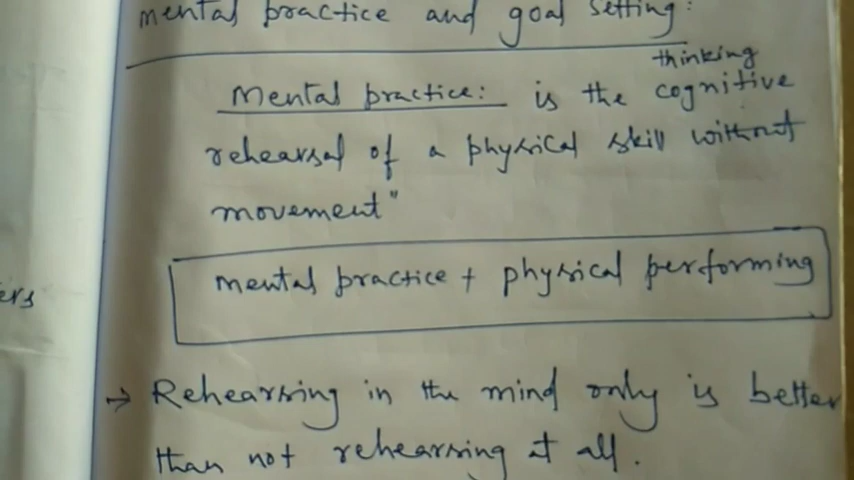 mental practice and goal setting:
thinking
Mental practice: is the cognitive
rehearsal of a physical skill without
movement"
mental practice + physical performing
→ Rehearsing in the mind only is better
than not rehearsing at all.
ers